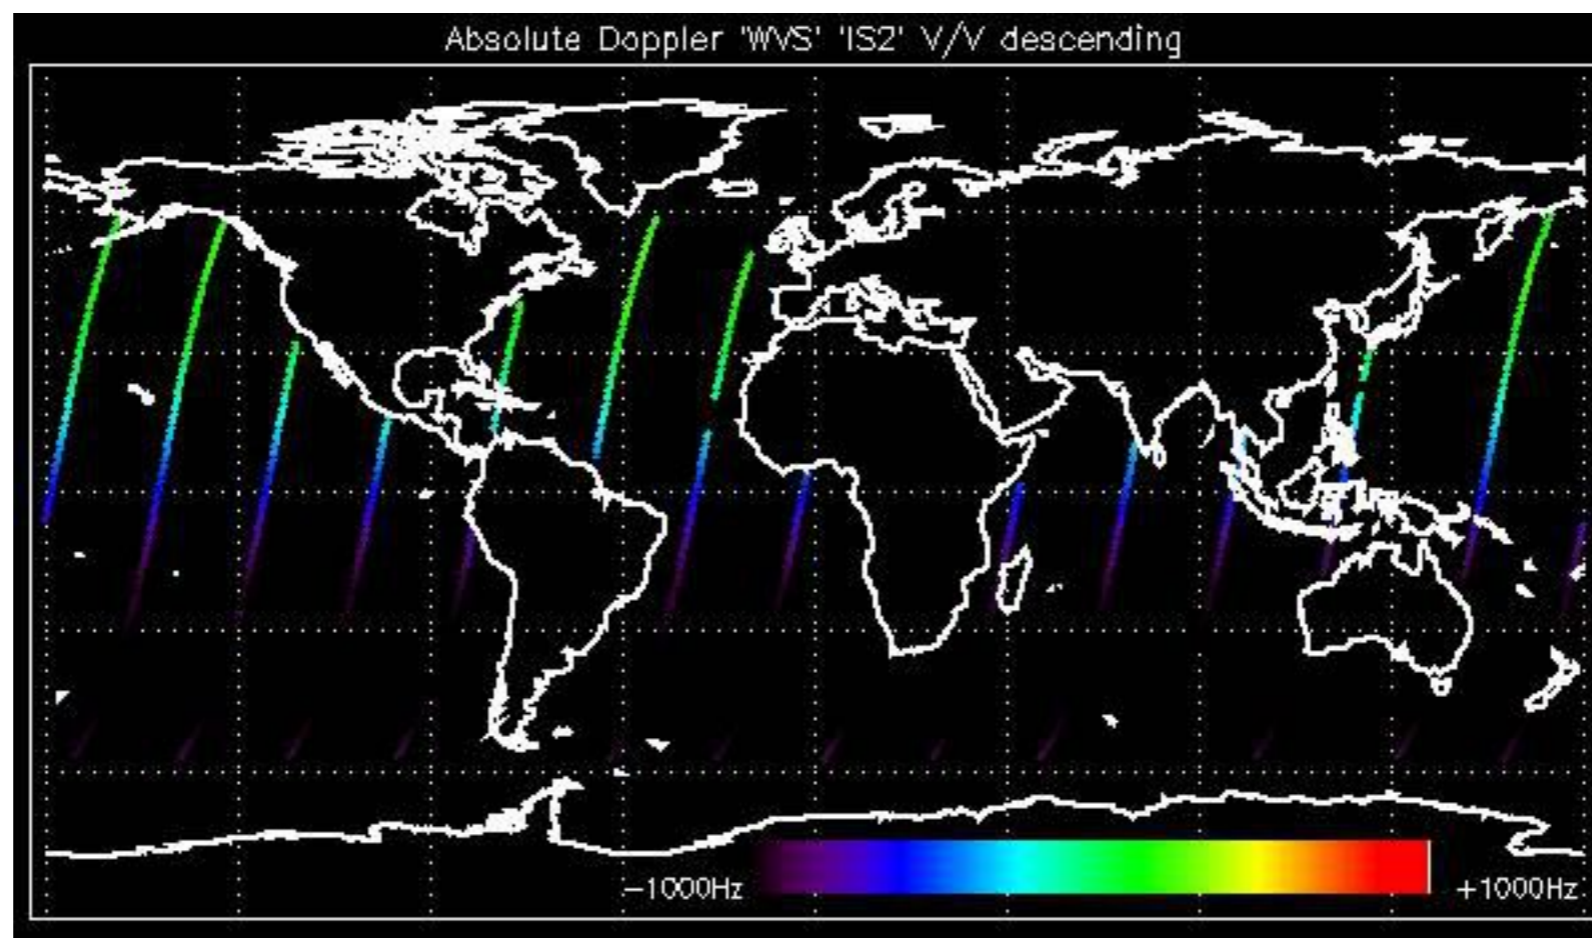 Absolute Doppler 'WVS' 'IS2' V/V descending
−1000Hz
+1000Hz